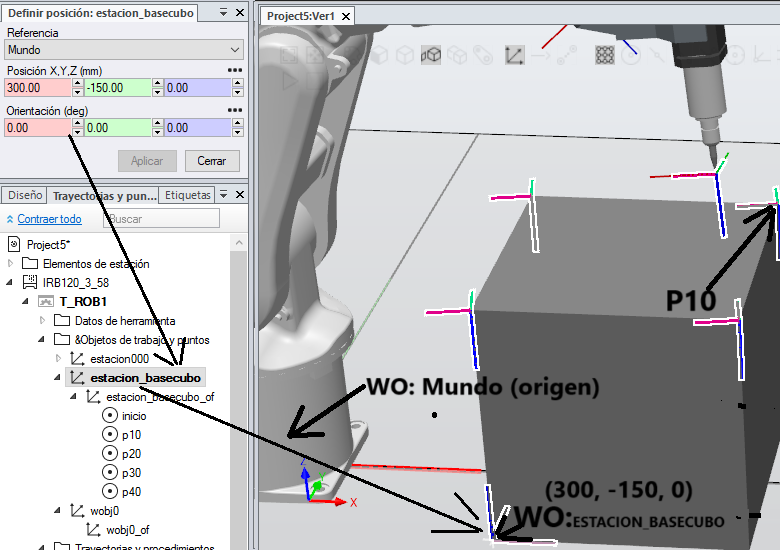 Definir posición: estacion_basecubo
Referencia
Mundo
Posición X,Y,Z (mm)
300.00 -150.00 0.00
Orientación (deg)
0.00 0.00 0.00
Aplicar Cerrar
Diseño Trayectorias y pun... Etiquetas
Contraer todo Buscar
Project5*
Elementos de estación
IRB120_3_58
T_ROB1
Datos de herramienta
&Objetos de trabajo y puntos
estacion000
estacion_basecubo
estacion_basecubo_of
inicio
p10
p20
p30
p40
wobj0
wobj0_of
Trayectorias y procedimientos
Project5:Ver1
P10
WO: Mundo (origen)
Z
X
(300, -150, 0)
WO:ESTACION_BASECUBO